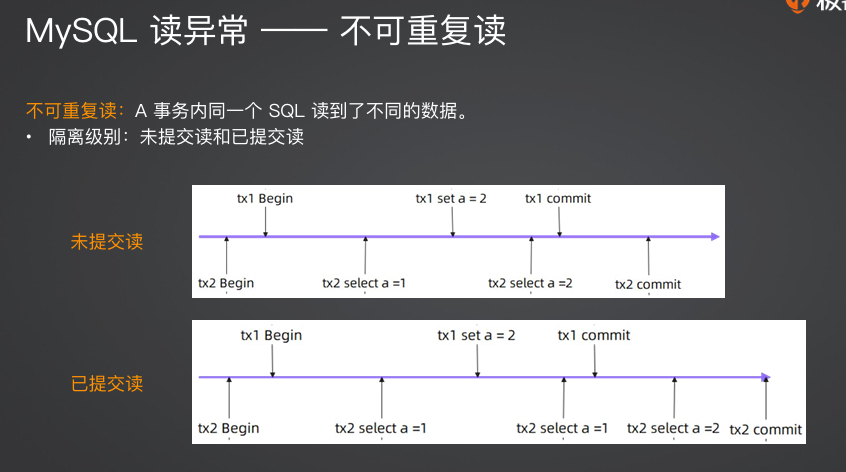 MySQL 读异常 —— 不可重复读
不可重复读：A 事务内同一个 SQL 读到了不同的数据。
• 隔离级别：未提交读和已提交读
未提交读
tx1 Begin tx1 set a = 2 tx1 commit
tx2 Begin tx2 select a =1 tx2 select a =2 tx2 commit
已提交读
tx1 Begin tx1 set a = 2 tx1 commit
tx2 Begin tx2 select a =1 tx2 select a =1 tx2 select a =2 tx2 commit